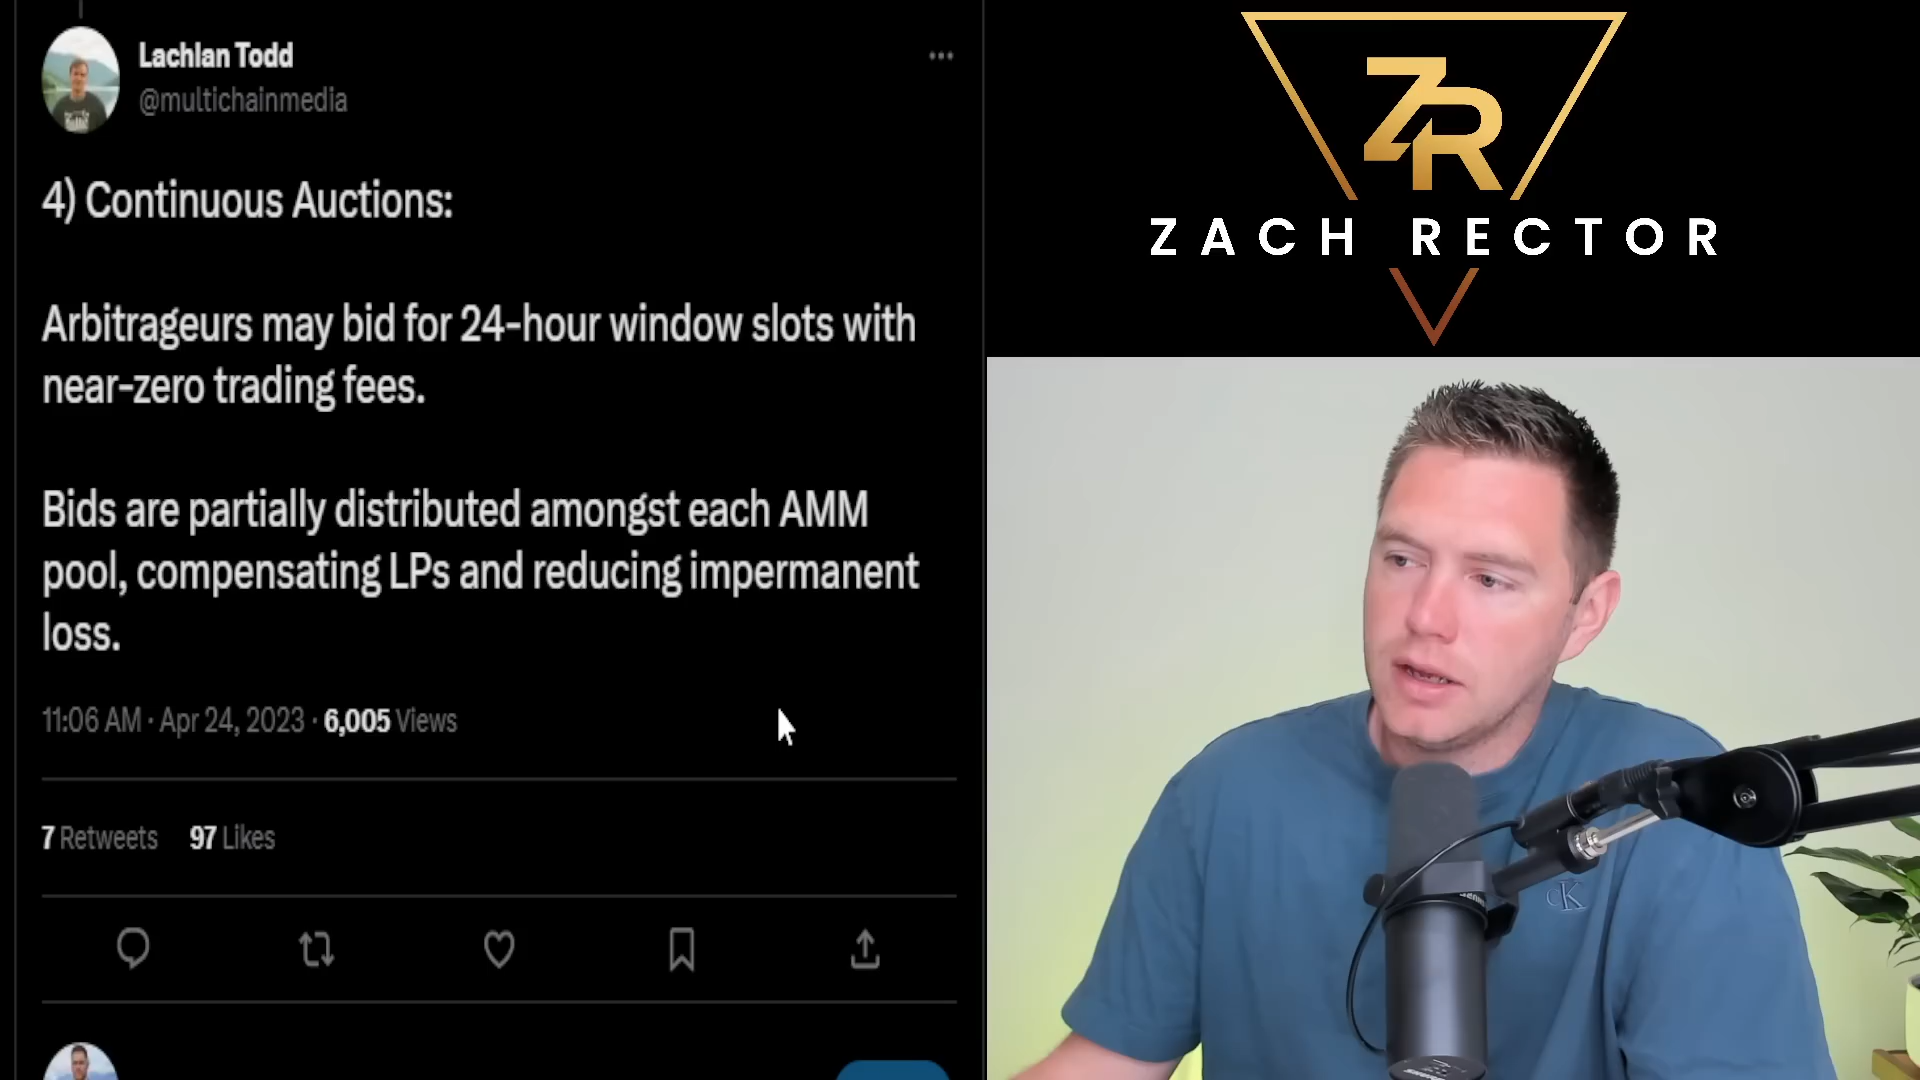 Lachlan Todd
@multichainmedia
4) Continuous Auctions:
Arbitrageurs may bid for 24-hour window slots with
near-zero trading fees.
Bids are partially distributed amongst each AMM
pool, compensating LPs and reducing impermanent
loss.
11:06 AM · Apr 24, 2023 · 6,005 Views
7 Retweets 97 Likes
ZR
ZACH RECTOR
cK